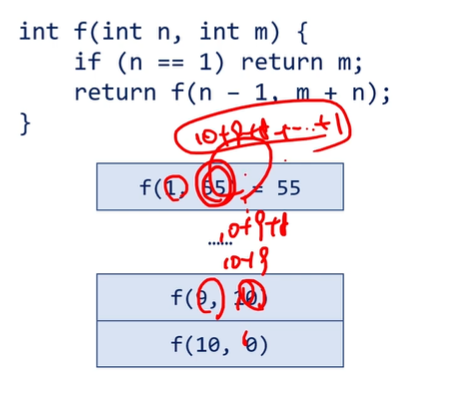 int f(int n, int m) {
    if (n == 1) return m;
    return f(n - 1, m + n);
}
10+9+8+...+1
f(1, 55) = 55
10+9+8
......
10+9
f(9, 10)
f(10, 0)